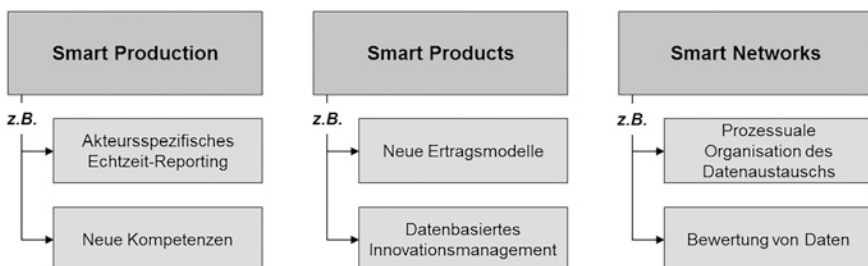 Smart Production
z.B.
Akteursspezifisches
Echtzeit-Reporting
Neue Kompetenzen
Smart Products
z.B.
Neue Ertragsmodelle
Datenbasiertes
Innovationsmanagement
Smart Networks
z.B.
Prozessuale
Organisation des
Datenaustauschs
Bewertung von Daten